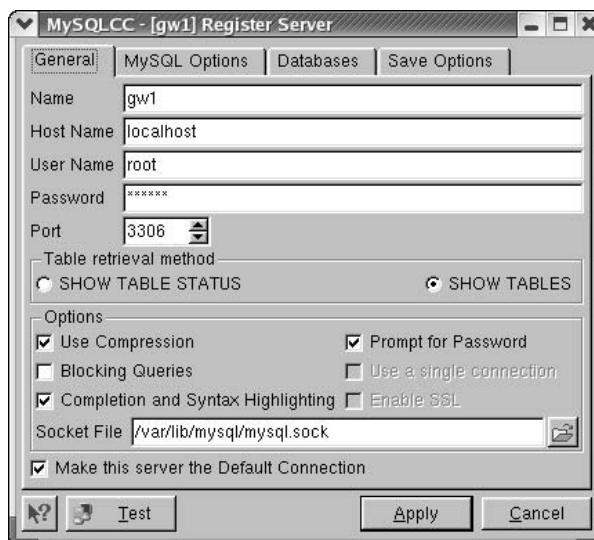 MySQLCC - [gw1] Register Server
General MySQL Options Databases Save Options
Name gw1
Host Name localhost
User Name root
Password ******
Port 3306
Table retrieval method
SHOW TABLE STATUS SHOW TABLES
Options
Use Compression Prompt for Password
Blocking Queries Use a single connection
Completion and Syntax Highlighting Enable SSL
Socket File /var/lib/mysql/mysql.sock
Make this server the Default Connection
? Test Apply Cancel